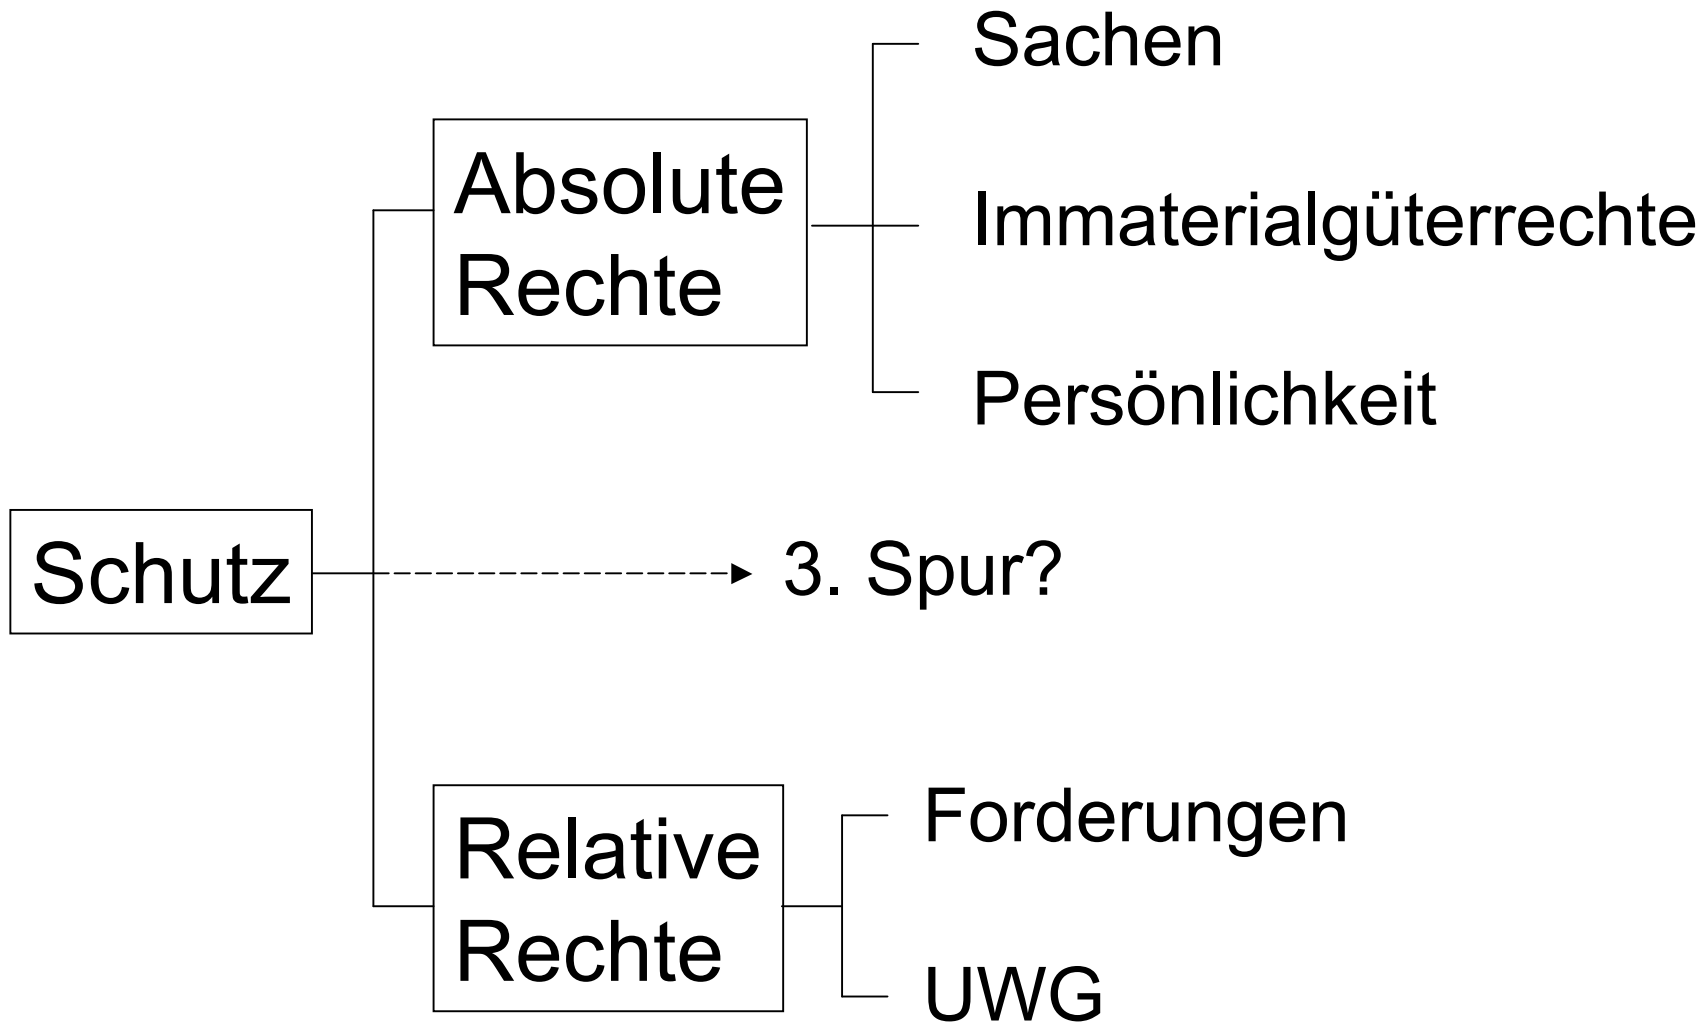 Sachen
Absolute
Rechte
Immaterialgüterrechte
Persönlichkeit
Schutz
3. Spur?
Relative
Rechte
Forderungen
UWG